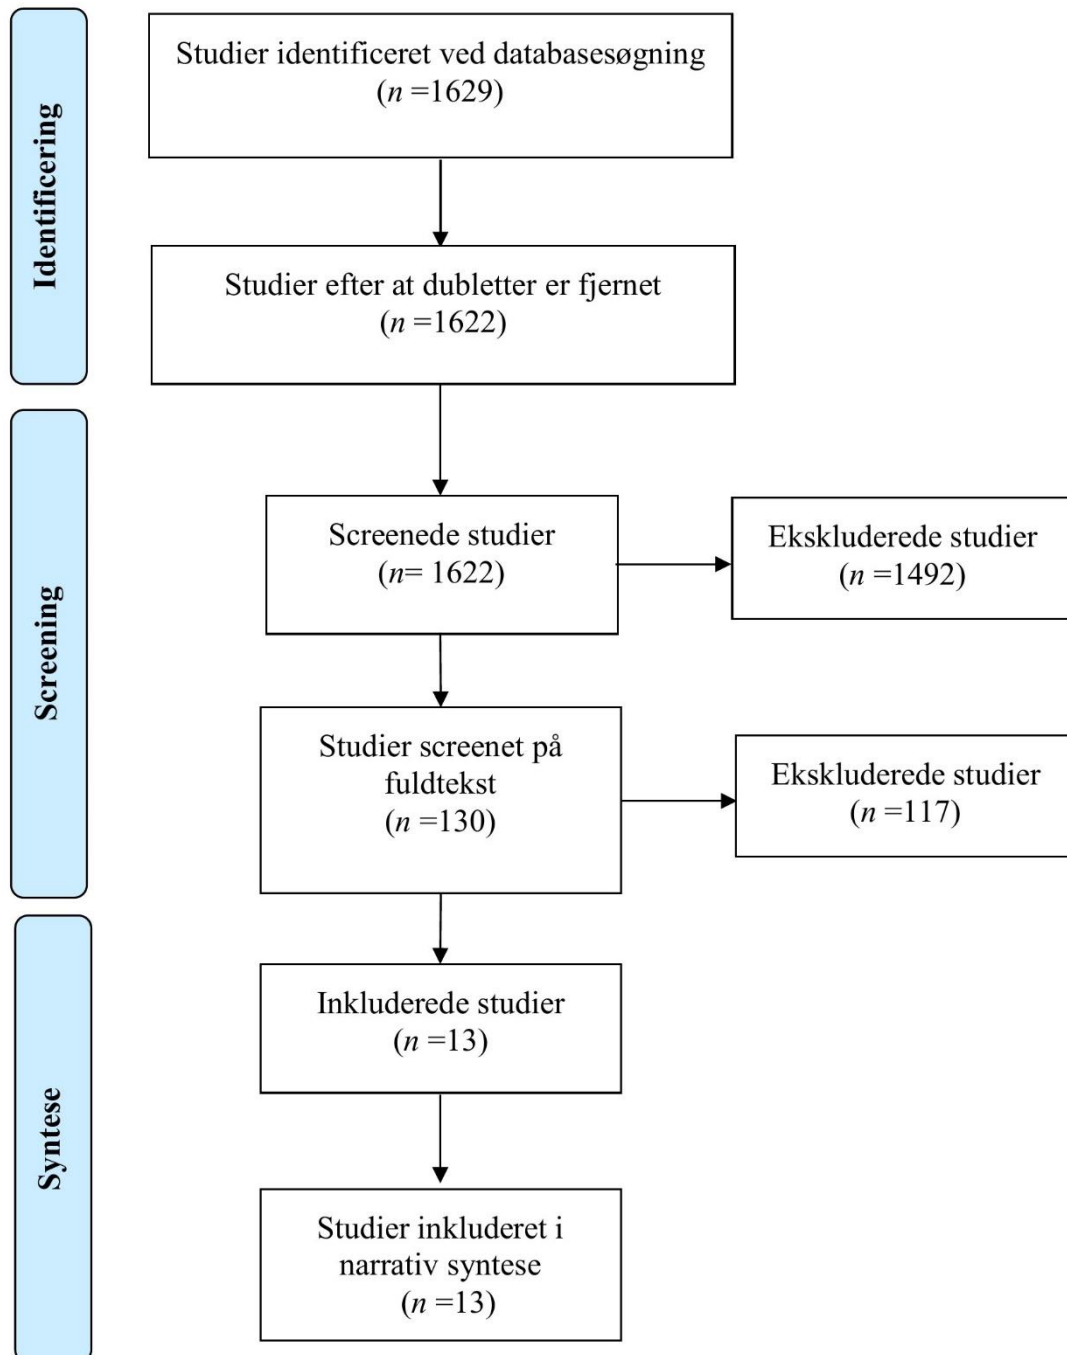 Identificering
Studier identificeret ved databasesøgning
(n =1629)
Studier efter at dubletter er fjernet
(n =1622)
Screening
Screenede studier
(n= 1622)
Ekskluderede studier
(n =1492)
Studier screenet på
fuldtekst
(n =130)
Ekskluderede studier
(n =117)
Syntese
Inkluderede studier
(n =13)
Studier inkluderet i
narrativ syntese
(n =13)